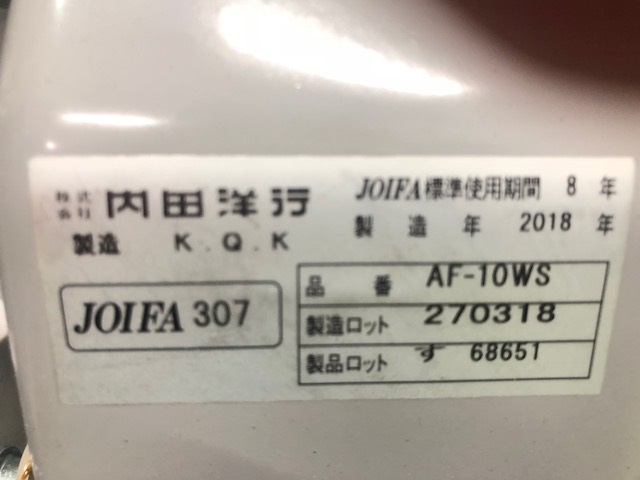 株式会社 内田洋行
製造 K.Q.K
JOIFA 307
JOIFA標準使用期間 8 年
製造年 2018 年
品番 AF-10WS
製造ロット 270318
製品ロット す 68651